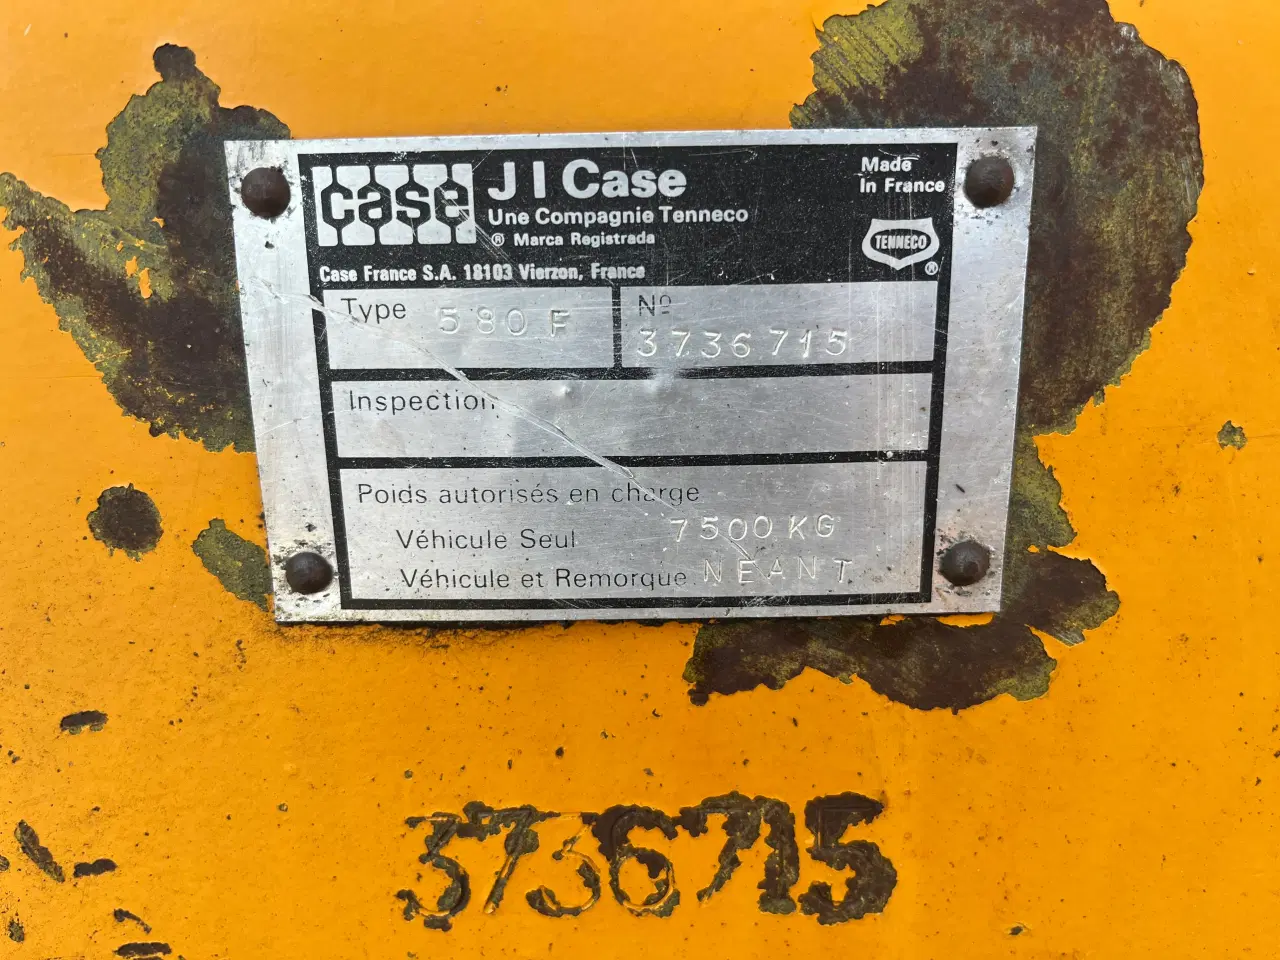 case
J I Case
Une Compagnie Tenneco
® Marca Registrada
Made
In France
TENNECO
®
Case France S.A. 18103 Vierzon, France
Type 580 F
Nº
3736715
Inspection
Poids autorisés en charge
Véhicule Seul 7500 KG
Véhicule et Remorque NEANT
3736715